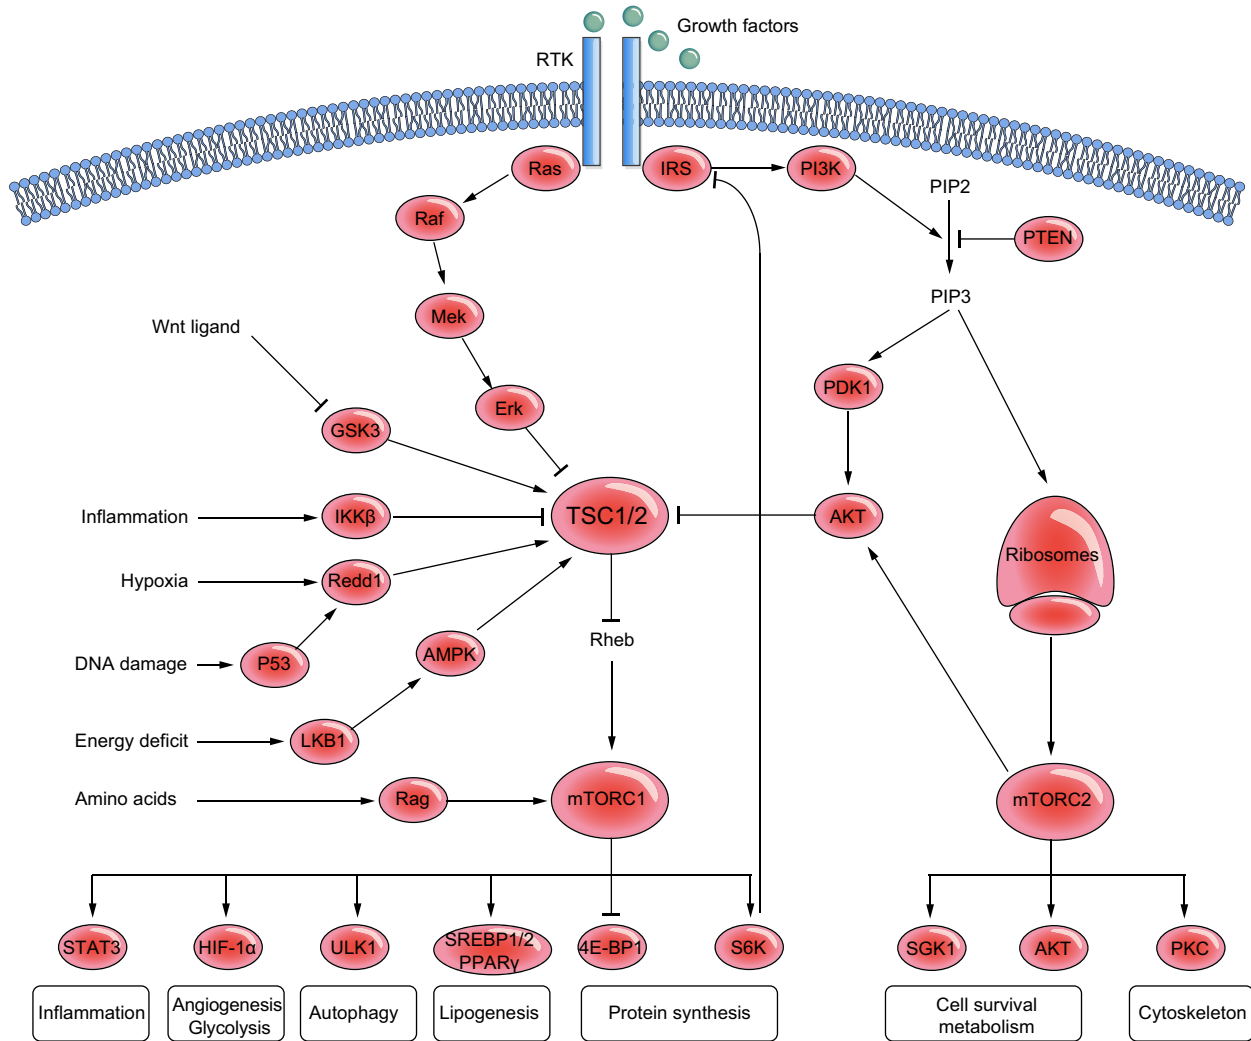 Growth factors
RTK
Ras
IRS
PI3K
PIP2
Raf
PTEN
PIP3
Mek
Wnt ligand
PDK1
Erk
GSK3
Inflammation
IKKβ
TSC1/2
AKT
Ribosomes
Hypoxia
Redd1
Rheb
DNA damage
P53
AMPK
Energy deficit
LKB1
Amino acids
Rag
mTORC1
mTORC2
STAT3
HIF-1α
ULK1
SREBP1/2
PPARγ
4E-BP1
S6K
SGK1
AKT
PKC
Inflammation
Angiogenesis
Glycolysis
Autophagy
Lipogenesis
Protein synthesis
Cell survival
metabolism
Cytoskeleton